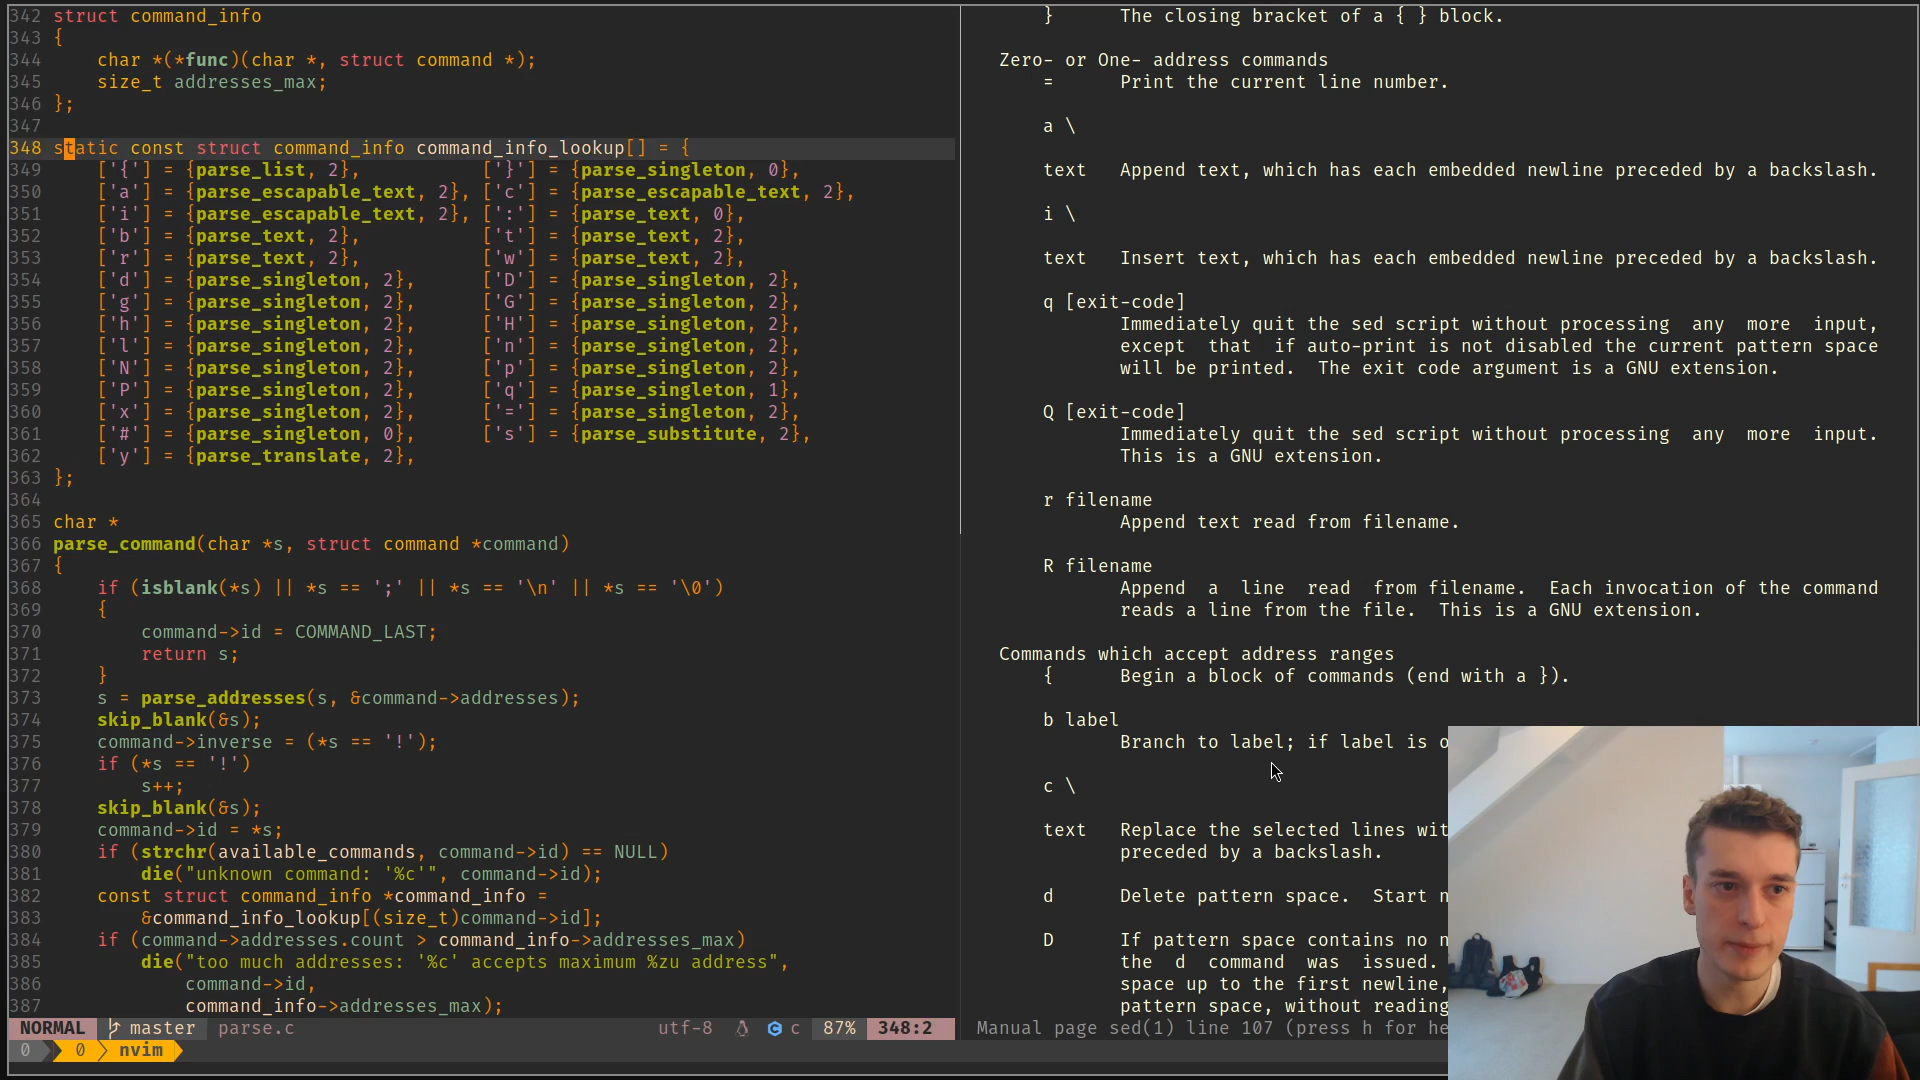 342 struct command_info
343 {
344     char *(*func)(char *, struct command *);
345     size_t addresses_max;
346 };
347
348 static const struct command_info command_info_lookup[] = {
349     ['{'] = {parse_list, 2},           ['}'] = {parse_singleton, 0},
350     ['a'] = {parse_escapable_text, 2}, ['c'] = {parse_escapable_text, 2},
351     ['i'] = {parse_escapable_text, 2}, [':'] = {parse_text, 0},
352     ['b'] = {parse_text, 2},           ['t'] = {parse_text, 2},
353     ['r'] = {parse_text, 2},           ['w'] = {parse_text, 2},
354     ['d'] = {parse_singleton, 2},      ['D'] = {parse_singleton, 2},
355     ['g'] = {parse_singleton, 2},      ['G'] = {parse_singleton, 2},
356     ['h'] = {parse_singleton, 2},      ['H'] = {parse_singleton, 2},
357     ['l'] = {parse_singleton, 2},      ['n'] = {parse_singleton, 2},
358     ['N'] = {parse_singleton, 2},      ['p'] = {parse_singleton, 2},
359     ['P'] = {parse_singleton, 2},      ['q'] = {parse_singleton, 1},
360     ['x'] = {parse_singleton, 2},      ['='] = {parse_singleton, 2},
361     ['#'] = {parse_singleton, 0},      ['s'] = {parse_substitute, 2},
362     ['y'] = {parse_translate, 2},
363 };
364
365 char *
366 parse_command(char *s, struct command *command)
367 {
368     if (isblank(*s) || *s == ';' || *s == '\n' || *s == '\0')
369     {
370         command->id = COMMAND_LAST;
371         return s;
372     }
373     s = parse_addresses(s, &command->addresses);
374     skip_blank(&s);
375     command->inverse = (*s == '!');
376     if (*s == '!')
377         s++;
378     skip_blank(&s);
379     command->id = *s;
380     if (strchr(available_commands, command->id) == NULL)
381         die("unknown command: '%c'", command->id);
382     const struct command_info *command_info =
383         &command_info_lookup[(size_t)command->id];
384     if (command->addresses.count > command_info->addresses_max)
385         die("too much addresses: '%c' accepts maximum %zu address",
386             command->id,
387             command_info->addresses_max);
NORMAL master parse.c utf-8 c 87% 348:2
0 0 nvim
} The closing bracket of a { } block.
Zero- or One- address commands
= Print the current line number.
a \
text Append text, which has each embedded newline preceded by a backslash.
i \
text Insert text, which has each embedded newline preceded by a backslash.
q [exit-code]
Immediately quit the sed script without processing any more input,
except that if auto-print is not disabled the current pattern space
will be printed. The exit code argument is a GNU extension.
Q [exit-code]
Immediately quit the sed script without processing any more input.
This is a GNU extension.
r filename
Append text read from filename.
R filename
Append a line read from filename. Each invocation of the command
reads a line from the file. This is a GNU extension.
Commands which accept address ranges
{ Begin a block of commands (end with a }).
b label
Branch to label; if label is o
c \
text Replace the selected lines wit
preceded by a backslash.
d Delete pattern space. Start n
D If pattern space contains no n
the d command was issued.
space up to the first newline,
pattern space, without reading
Manual page sed(1) line 107 (press h for he